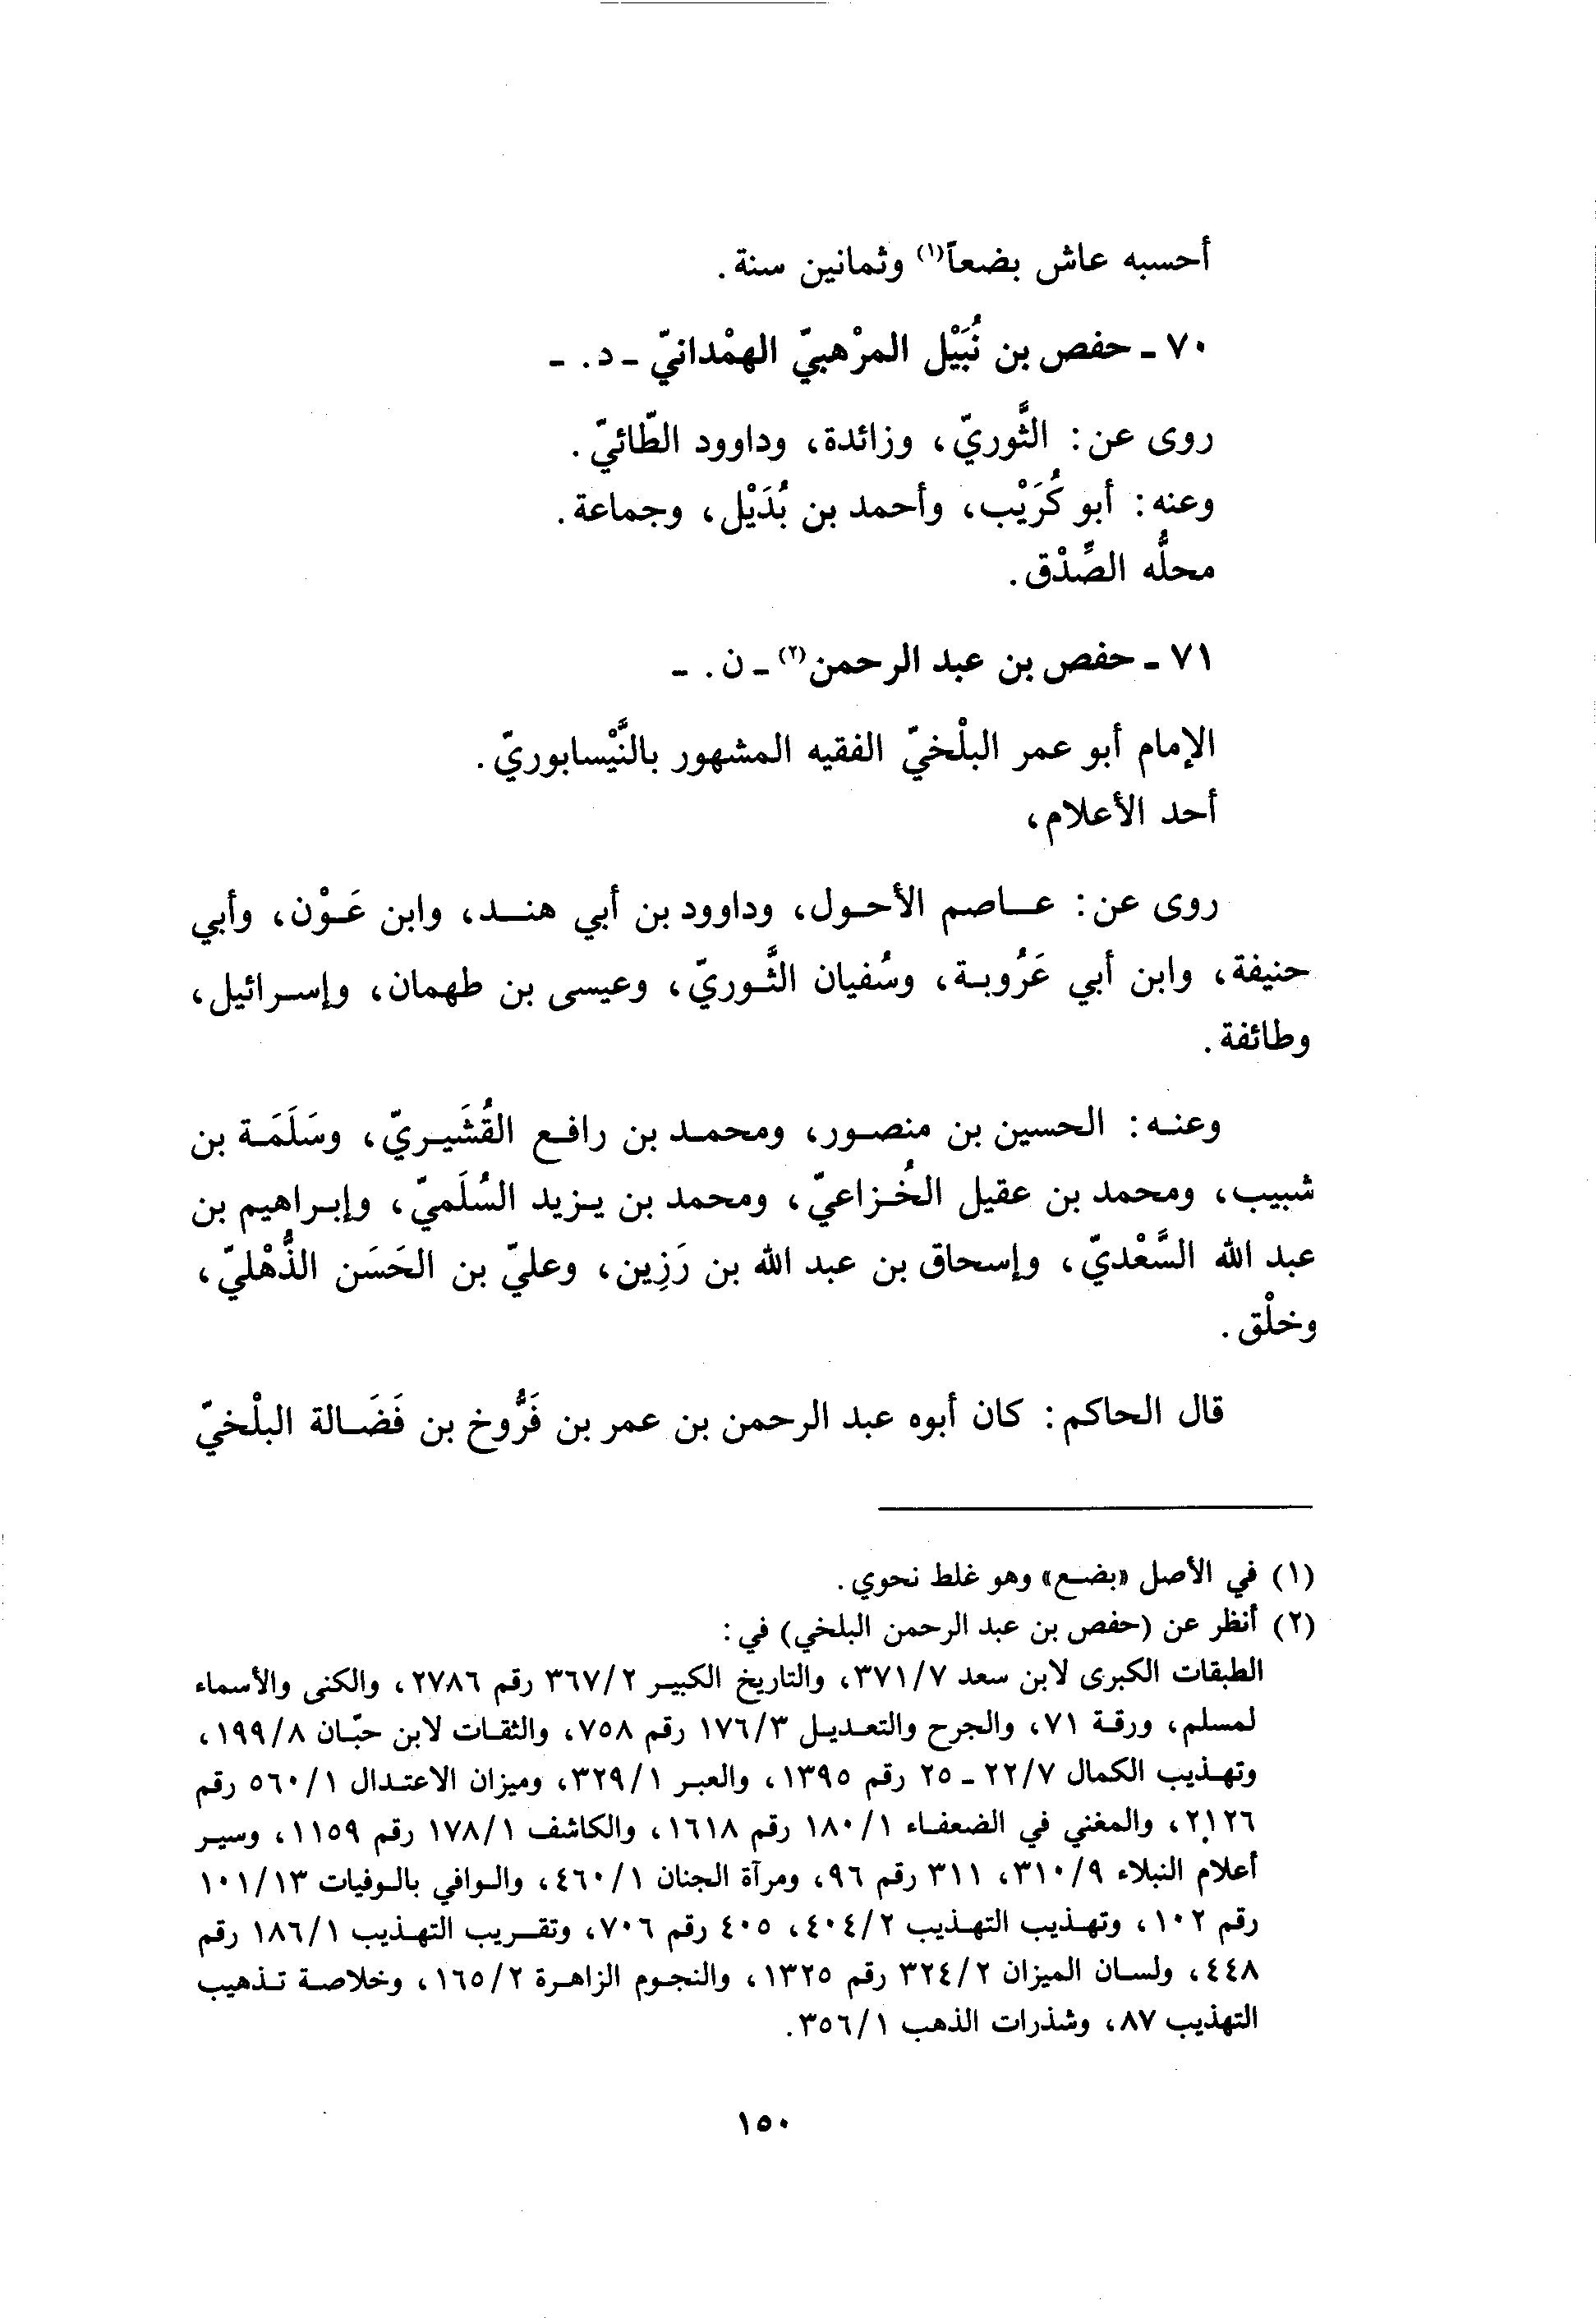 أحسبه عاش بضعاً(١) وثمانين سنة.
٧٠ - حفص بن نُبَيْل المرْهبيّ الهمْدانيّ - د. -
روى عن: الثَّوريّ، وزائدة، وداوود الطّائيّ.
وعنه: أبو كُرَيْب، وأحمد بن بُدَيْل، وجماعة.
محلُّه الصِّدْق.
٧١ - حفص بن عبد الرحمن(٢) - ن. -
الإمام أبو عمر البلْخيّ الفقيه المشهور بالنَّيْسابوريّ.
أحد الأعلام،
روى عن: عاصم الأحول، وداوود بن أبي هند، وابن عَوْن، وأبي
حنيفة، وابن أبي عَرُوبة، وسُفيان الثَّوريّ، وعيسى بن طهمان، وإسرائيل،
وطائفة.
وعنه: الحسين بن منصور، ومحمد بن رافع القُشَيريّ، وسَلَمَة بن
شبيب، ومحمد بن عقيل الخُزاعيّ، ومحمد بن يزيد السُلَميّ، وإبراهيم بن
عبد الله السَّعْديّ، وإسحاق بن عبد الله بن رَزِين، وعليّ بن الحَسَن الذُّهْليّ،
وخلْق.
قال الحاكم: كان أبوه عبد الرحمن بن عمر بن فَرُّوخ بن فَضَالة البلْخيّ
(١) في الأصل «بضع» وهو غلط نحوي.
(٢) أنظر عن (حفص بن عبد الرحمن البلخي) في:
الطبقات الكبرى لابن سعد ٣٧١/٧، والتاريخ الكبير ٣٦٧/٢ رقم ٢٧٨٦، والكنى والأسماء
لمسلم، ورقة ٧١، والجرح والتعديل ١٧٦/٣ رقم ٧٥٨، والثقات لابن حبّان ١٩٩/٨،
وتهذيب الكمال ٢٢/٧ - ٢٥ رقم ١٣٩٥، والعبر ٣٢٩/١، وميزان الاعتدال ٥٦٠/١ رقم
٢١٢٦، والمغني في الضعفاء ١٨٠/١ رقم ١٦١٨، والكاشف ١٧٨/١ رقم ١١٥٩، وسير
أعلام النبلاء ٣١٠/٩، ٣١١ رقم ٩٦، ومرآة الجنان ٤٦٠/١، والوافي بالوفيات ١٠١/١٣
رقم ١٠٢، وتهذيب التهذيب ٤٠٤/٢، ٤٠٥ رقم ٧٠٦، وتقريب التهذيب ١٨٦/١ رقم
٤٤٨، ولسان الميزان ٣٢٤/٢ رقم ١٣٢٥، والنجوم الزاهرة ١٦٥/٢، وخلاصة تذهيب
التهذيب ٨٧، وشذرات الذهب ٣٥٦/١.
١٥٠